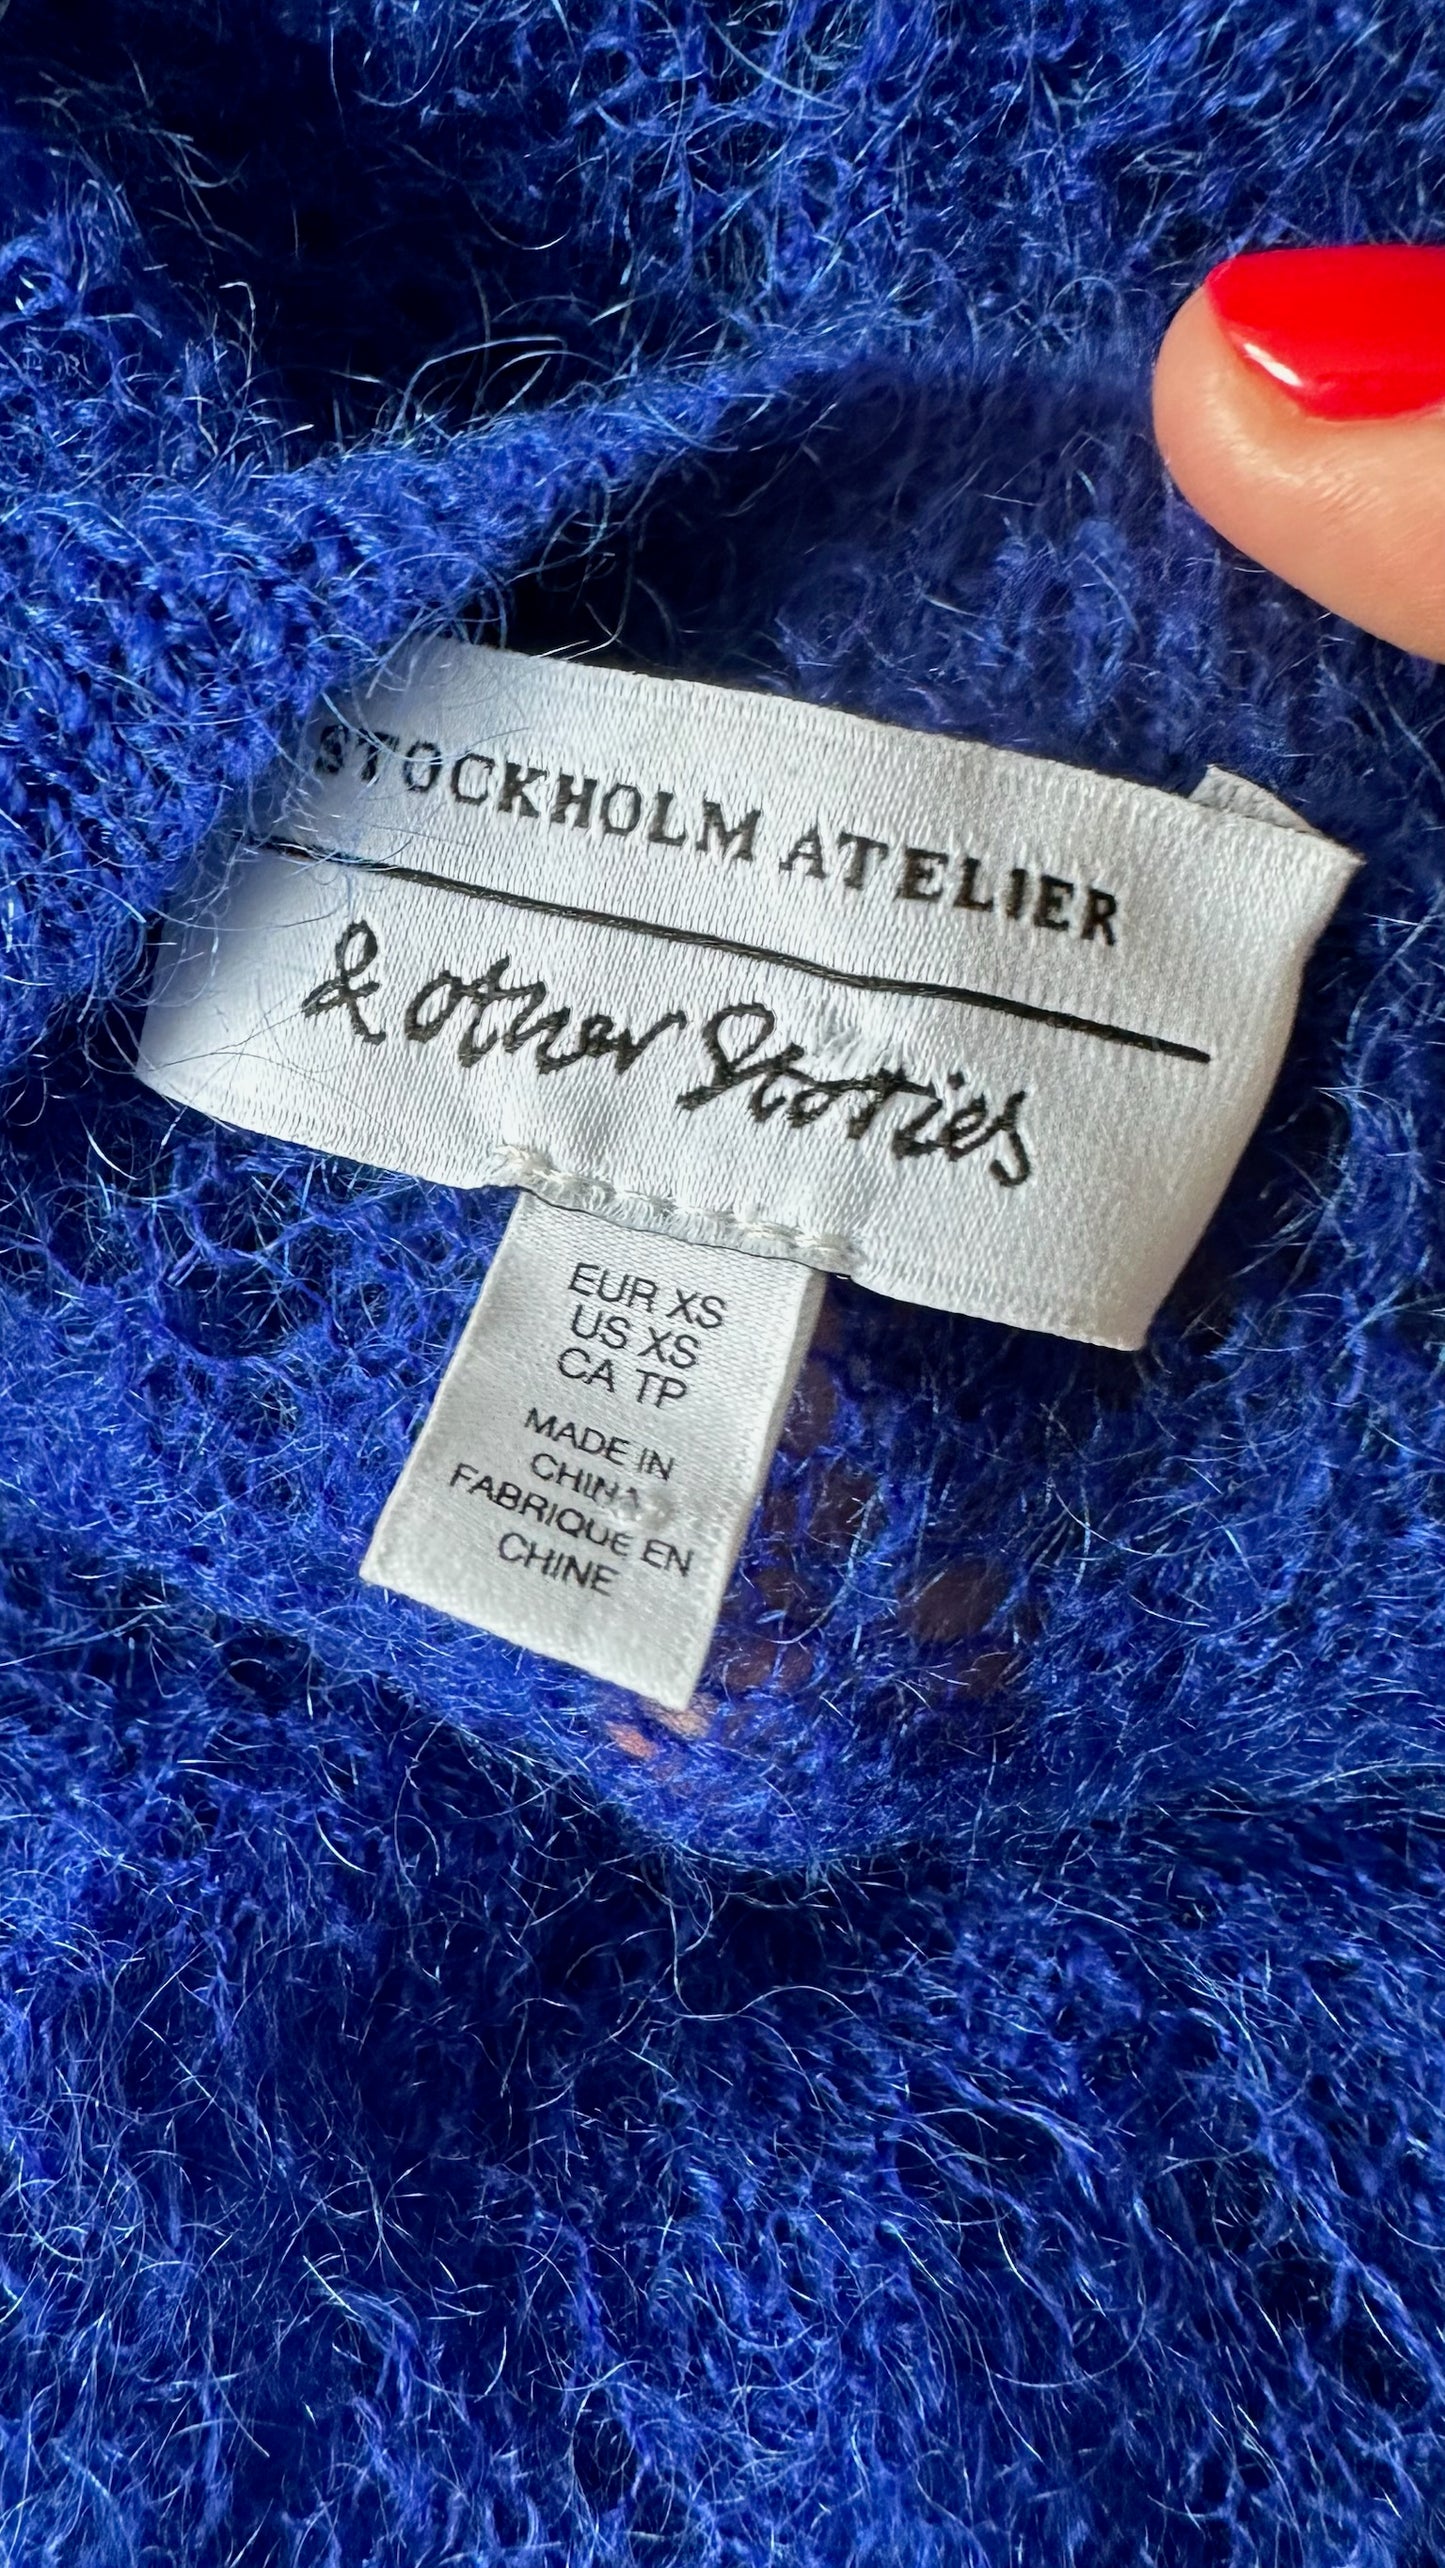 STOCKHOLM ATELIER
& other Stories
EUR XS
US XS
CA TP
MADE IN
CHINA
FABRIQUE EN
CHINE